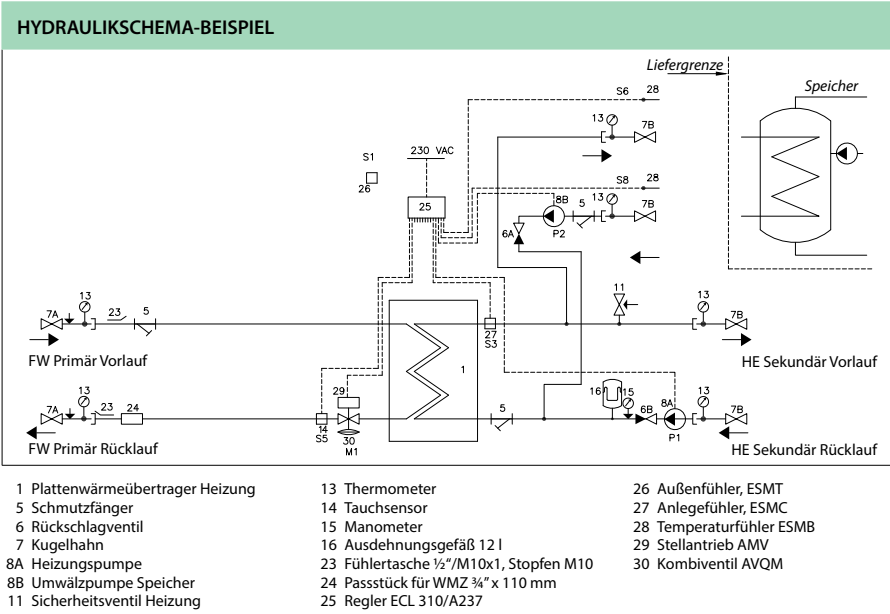 HYDRAULIKSCHEMA-BEISPIEL
Liefergrenze
Speicher
S6 28
13 7B
S1
230 VAC
26
25
S8 28
8B 5 13 7B
6A P2
11
7A 13 23 5
27
S3
13 7B
FW Primär Vorlauf
HE Sekundär Vorlauf
1
7A 13 23 24
29
14
S5
30
M1
5
16 15
6B 8A
P1
13 7B
FW Primär Rücklauf
HE Sekundär Rücklauf
1 Plattenwärmeübertrager Heizung
5 Schmutzfänger
6 Rückschlagventil
7 Kugelhahn
8A Heizungspumpe
8B Umwälzpumpe Speicher
11 Sicherheitsventil Heizung
13 Thermometer
14 Tauchsensor
15 Manometer
16 Ausdehnungsgefäß 12 l
23 Fühlertasche ½“/M10x1, Stopfen M10
24 Passstück für WMZ ¾” x 110 mm
25 Regler ECL 310/A237
26 Außenfühler, ESMT
27 Anlegefühler, ESMC
28 Temperaturfühler ESMB
29 Stellantrieb AMV
30 Kombiventil AVQM